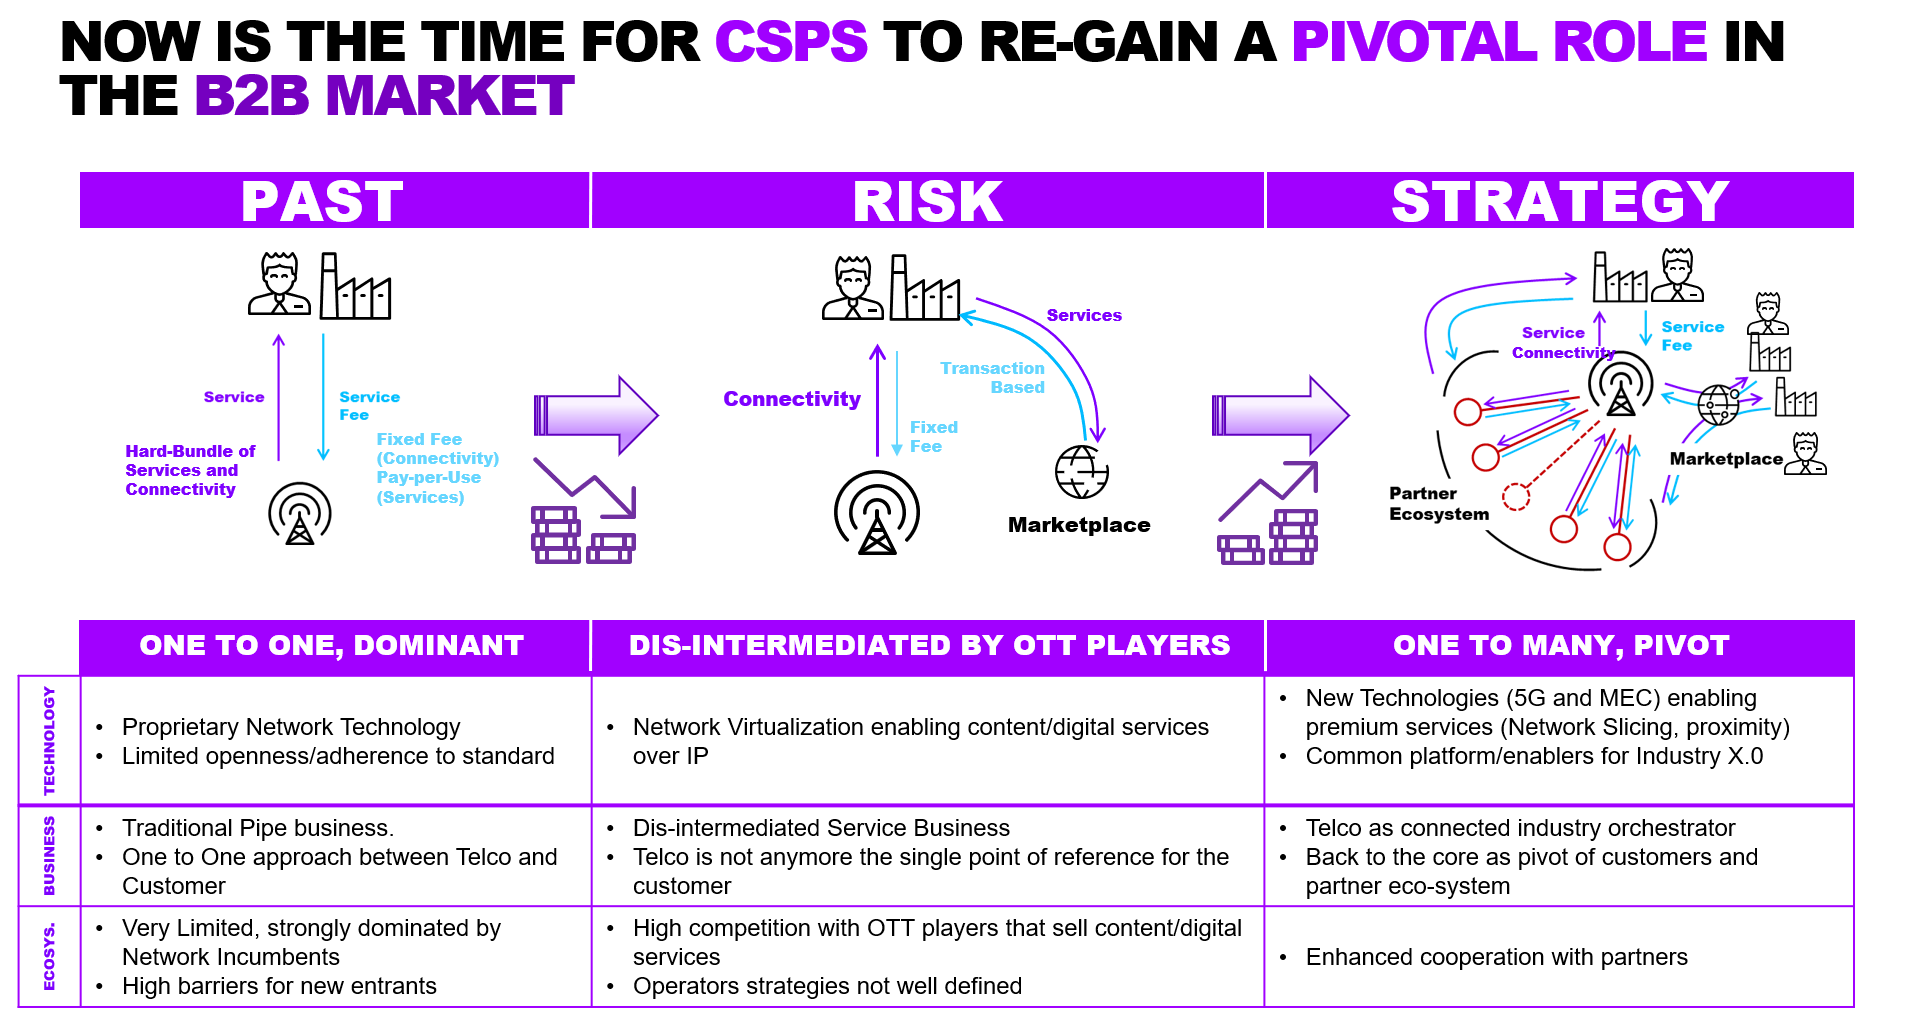 NOW IS THE TIME FOR CSPS TO RE-GAIN A PIVOTAL ROLE IN
THE B2B MARKET
PAST
RISK
STRATEGY
Service
Service
Fee
Hard-Bundle of
Services and
Connectivity
Fixed Fee
(Connectivity)
Pay-per-Use
(Services)
Services
Transaction
Based
Connectivity
Fixed
Fee
Marketplace
Service
Connectivity
Service
Fee
Marketplace
Partner
Ecosystem
ONE TO ONE, DOMINANT
DIS-INTERMEDIATED BY OTT PLAYERS
ONE TO MANY, PIVOT
TECHNOLOGY
• Proprietary Network Technology
• Limited openness/adherence to standard
• Network Virtualization enabling content/digital services
over IP
• New Technologies (5G and MEC) enabling
premium services (Network Slicing, proximity)
• Common platform/enablers for Industry X.0
BUSINESS
• Traditional Pipe business.
• One to One approach between Telco and
Customer
• Dis-intermediated Service Business
• Telco is not anymore the single point of reference for the
customer
• Telco as connected industry orchestrator
• Back to the core as pivot of customers and
partner eco-system
ECOSYS.
• Very Limited, strongly dominated by
Network Incumbents
• High barriers for new entrants
• High competition with OTT players that sell content/digital
services
• Operators strategies not well defined
• Enhanced cooperation with partners